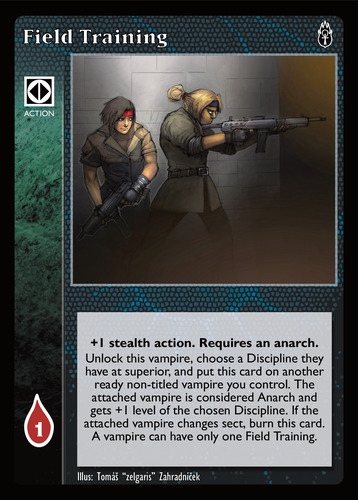 Field Training
ACTION
+1 stealth action. Requires an anarch.
Unlock this vampire, choose a Discipline they
have at superior, and put this card on another
ready non-titled vampire you control. The
attached vampire is considered Anarch and
gets +1 level of the chosen Discipline. If the
attached vampire changes sect, burn this card.
A vampire can have only one Field Training.
1
Illus: Tomáš "zelgaris" Zahradníček